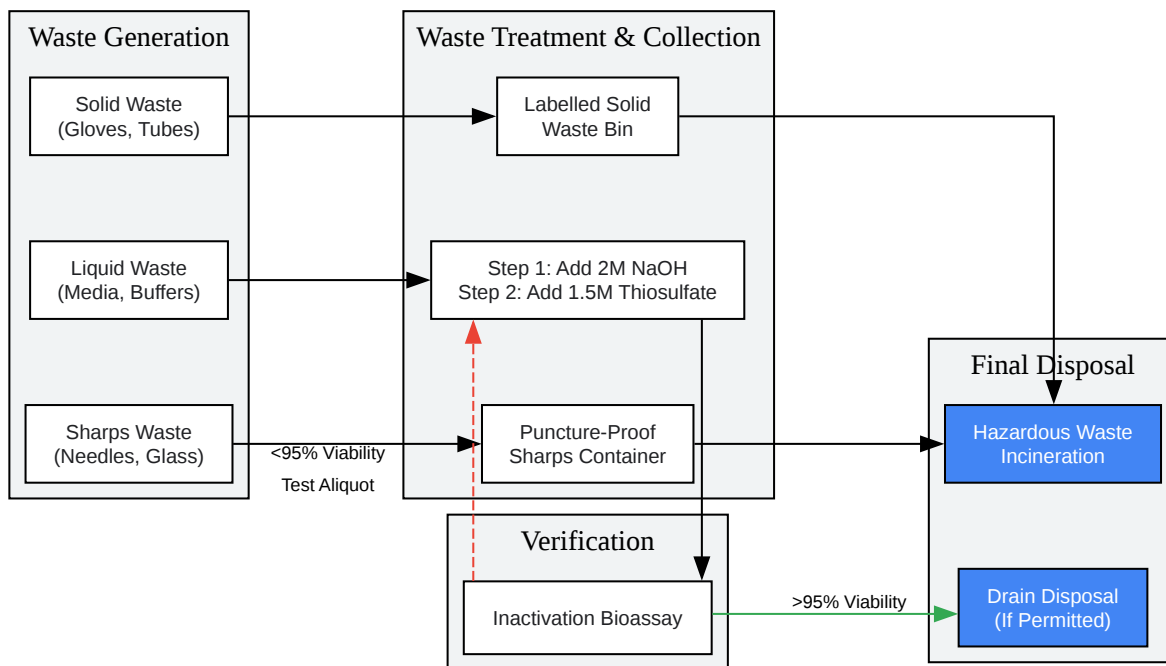 Waste Generation
Solid Waste
(Gloves, Tubes)
Liquid Waste
(Media, Buffers)
Sharps Waste
(Needles, Glass)
<95% Viability
Test Aliquot
Waste Treatment & Collection
Labelled Solid
Waste Bin
Step 1: Add 2M NaOH
Step 2: Add 1.5M Thiosulfate
Puncture-Proof
Sharps Container
Verification
Inactivation Bioassay
>95% Viability
Final Disposal
Hazardous Waste
Incineration
Drain Disposal
(If Permitted)